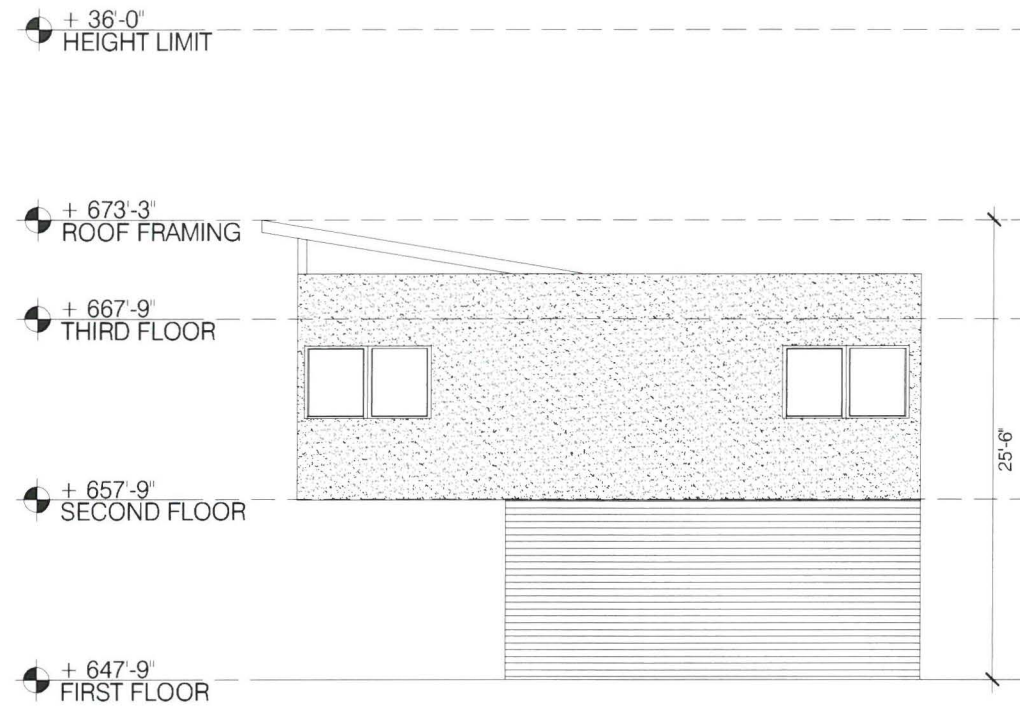 + 36'-0"
HEIGHT LIMIT
+ 673'-3"
ROOF FRAMING
+ 667'-9"
THIRD FLOOR
25'-6"
+ 657'-9"
SECOND FLOOR
+ 647'-9"
FIRST FLOOR